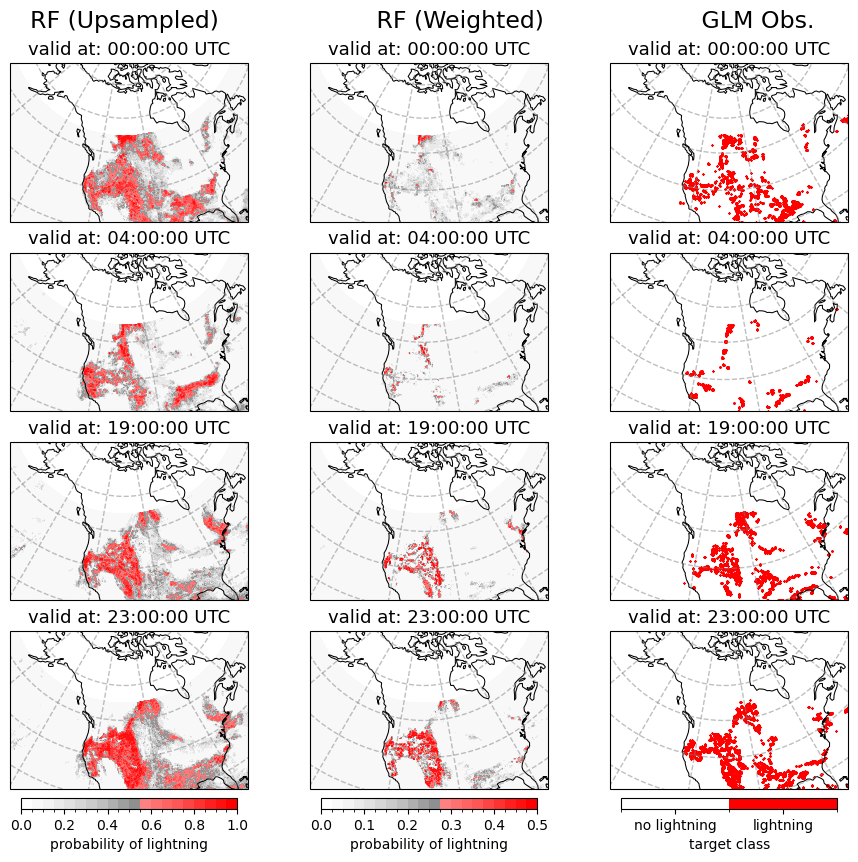 RF (Upsampled) RF (Weighted) GLM Obs.
valid at: 00:00:00 UTC valid at: 00:00:00 UTC valid at: 00:00:00 UTC
valid at: 04:00:00 UTC valid at: 04:00:00 UTC valid at: 04:00:00 UTC
valid at: 19:00:00 UTC valid at: 19:00:00 UTC valid at: 19:00:00 UTC
valid at: 23:00:00 UTC valid at: 23:00:00 UTC valid at: 23:00:00 UTC
0.0 0.2 0.4 0.6 0.8 1.0 0.0 0.1 0.2 0.3 0.4 0.5 no lightning lightning
probability of lightning probability of lightning target class